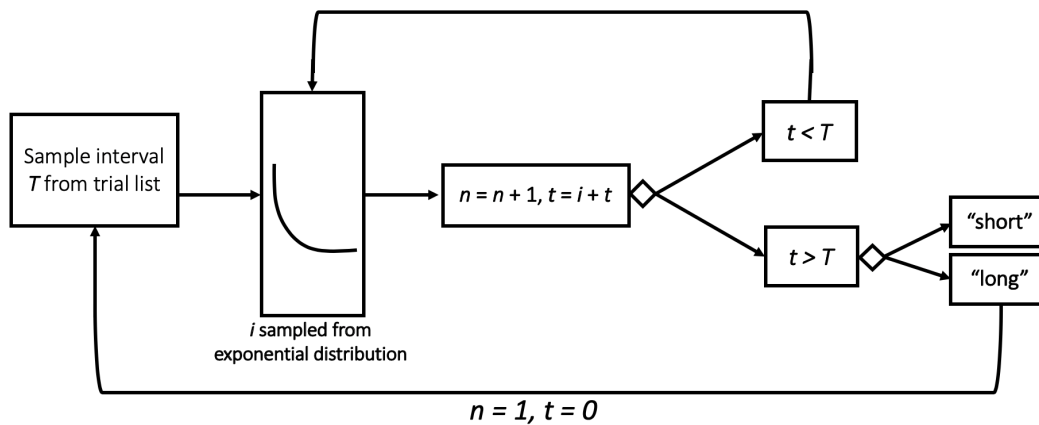 Sample interval
T from trial list
i sampled from
exponential distribution
n = n + 1, t = i + t
t < T
t > T
“short”
“long”
n = 1, t = 0